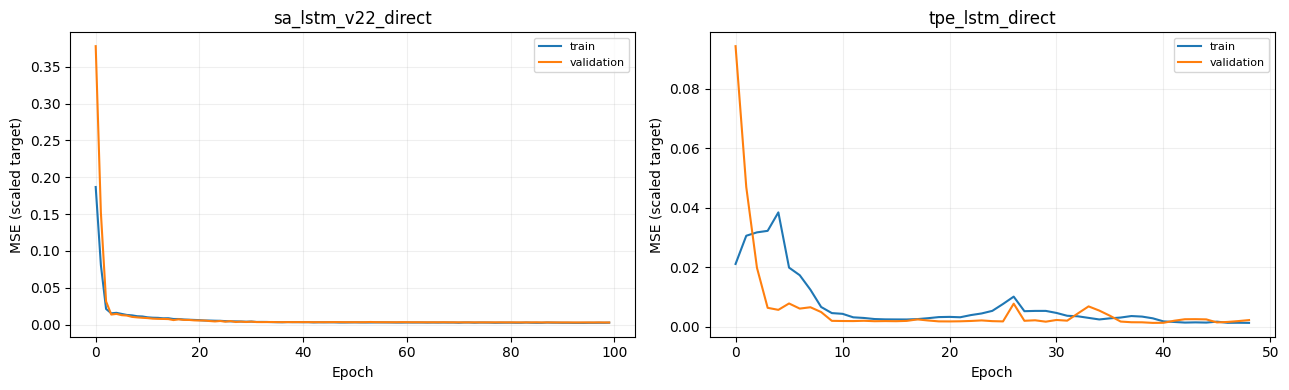 sa_lstm_v22_direct
train
validation
MSE (scaled target)
0.35
0.30
0.25
0.20
0.15
0.10
0.05
0.00
0 20 40 60 80 100
Epoch
tpe_lstm_direct
train
validation
MSE (scaled target)
0.08
0.06
0.04
0.02
0.00
0 10 20 30 40 50
Epoch